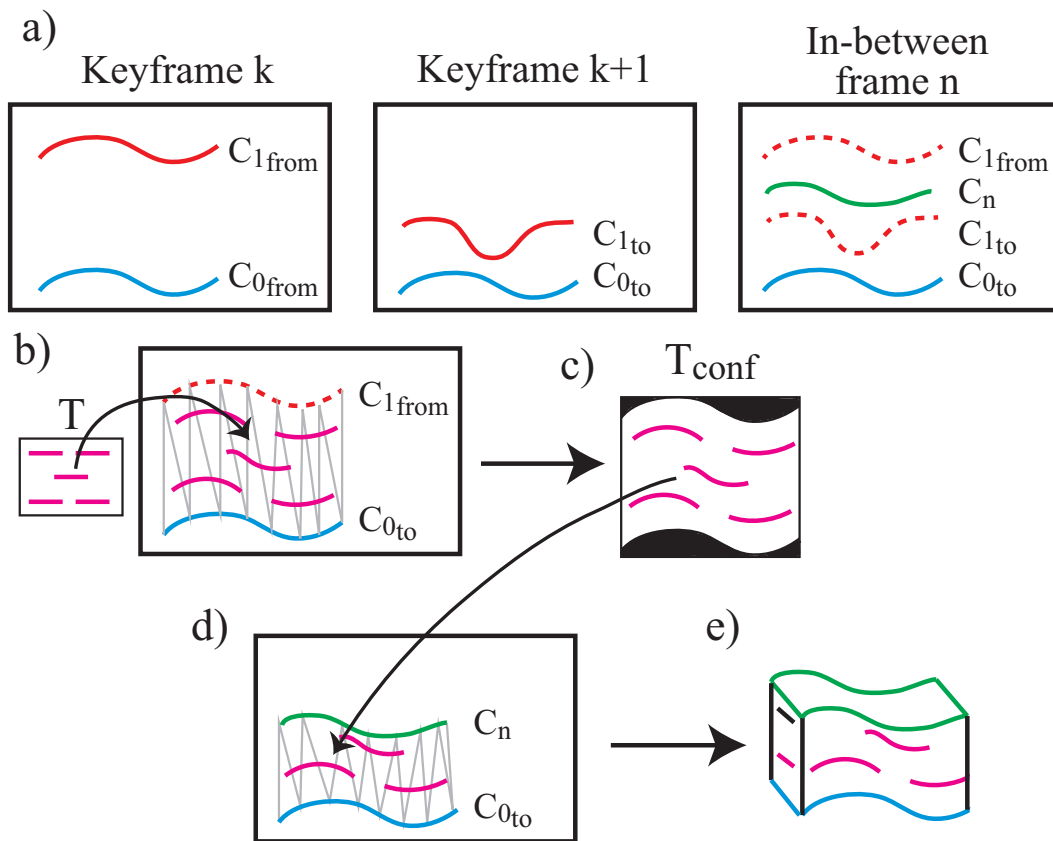 a)
Keyframe k
Keyframe k+1
In-between
frame n
C1from
C0from
C1to
C0to
C1from
Cn
C1to
C0to
b)
T
C1from
C0to
c)
Tconf
d)
Cn
C0to
e)